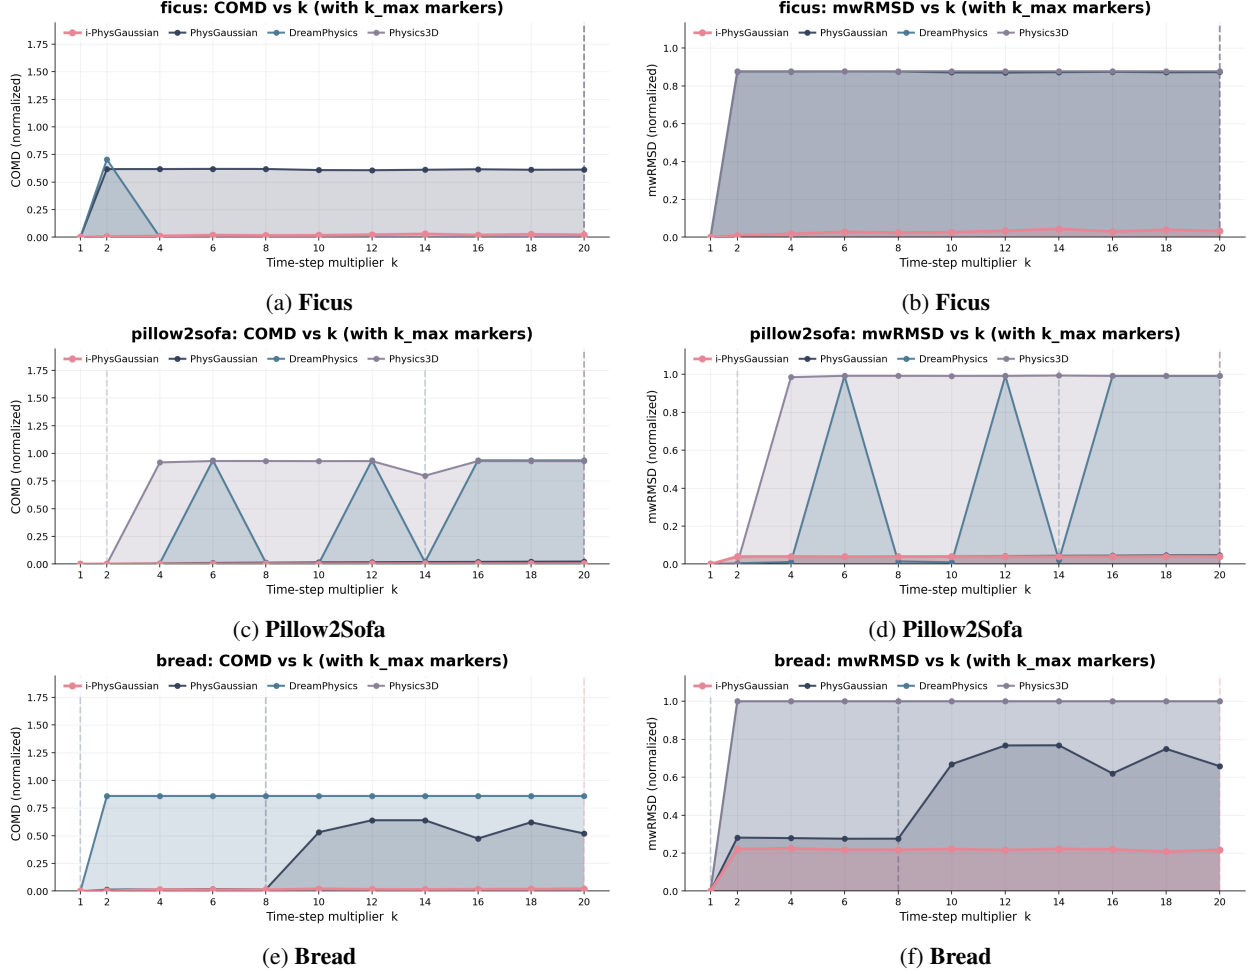 ficus: COMD vs k (with k_max markers)
i-PhysGaussian PhysGaussian DreamPhysics Physics3D
COMD (normalized)
1.75
1.50
1.25
1.00
0.75
0.50
0.25
0.00
1 2 4 6 8 10 12 14 16 18 20
Time-step multiplier k
(a) Ficus
ficus: mwRMSD vs k (with k_max markers)
i-PhysGaussian PhysGaussian DreamPhysics Physics3D
mwRMSD (normalized)
1.0
0.8
0.6
0.4
0.2
0.0
1 2 4 6 8 10 12 14 16 18 20
Time-step multiplier k
(b) Ficus
pillow2sofa: COMD vs k (with k_max markers)
i-PhysGaussian PhysGaussian DreamPhysics Physics3D
COMD (normalized)
1.75
1.50
1.25
1.00
0.75
0.50
0.25
0.00
1 2 4 6 8 10 12 14 16 18 20
Time-step multiplier k
(c) Pillow2Sofa
pillow2sofa: mwRMSD vs k (with k_max markers)
i-PhysGaussian PhysGaussian DreamPhysics Physics3D
mwRMSD (normalized)
1.0
0.8
0.6
0.4
0.2
0.0
1 2 4 6 8 10 12 14 16 18 20
Time-step multiplier k
(d) Pillow2Sofa
bread: COMD vs k (with k_max markers)
i-PhysGaussian PhysGaussian DreamPhysics Physics3D
COMD (normalized)
1.75
1.50
1.25
1.00
0.75
0.50
0.25
0.00
1 2 4 6 8 10 12 14 16 18 20
Time-step multiplier k
(e) Bread
bread: mwRMSD vs k (with k_max markers)
i-PhysGaussian PhysGaussian DreamPhysics Physics3D
mwRMSD (normalized)
1.0
0.8
0.6
0.4
0.2
0.0
1 2 4 6 8 10 12 14 16 18 20
Time-step multiplier k
(f) Bread